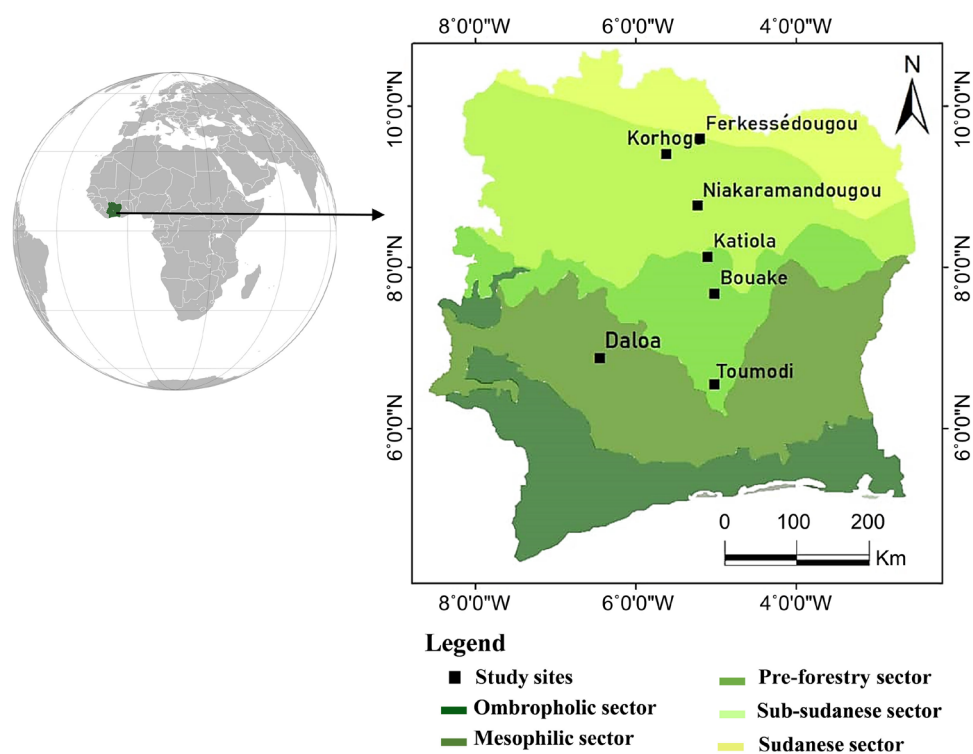 8°0'0"W 6°0'0"W 4°0'0"W
N
10°0'0"N 10°0'0"N
Ferkessédougou
Korhogo
Niakaramandougou
Katiola
8°0'0"N 8°0'0"N
Bouake
Daloa
Toumodi
6°0'0"N 6°0'0"N
0 100 200
Km
8°0'0"W 6°0'0"W 4°0'0"W
Legend
Study sites
Ombropholic sector
Mesophilic sector
Pre-forestry sector
Sub-sudanese sector
Sudanese sector